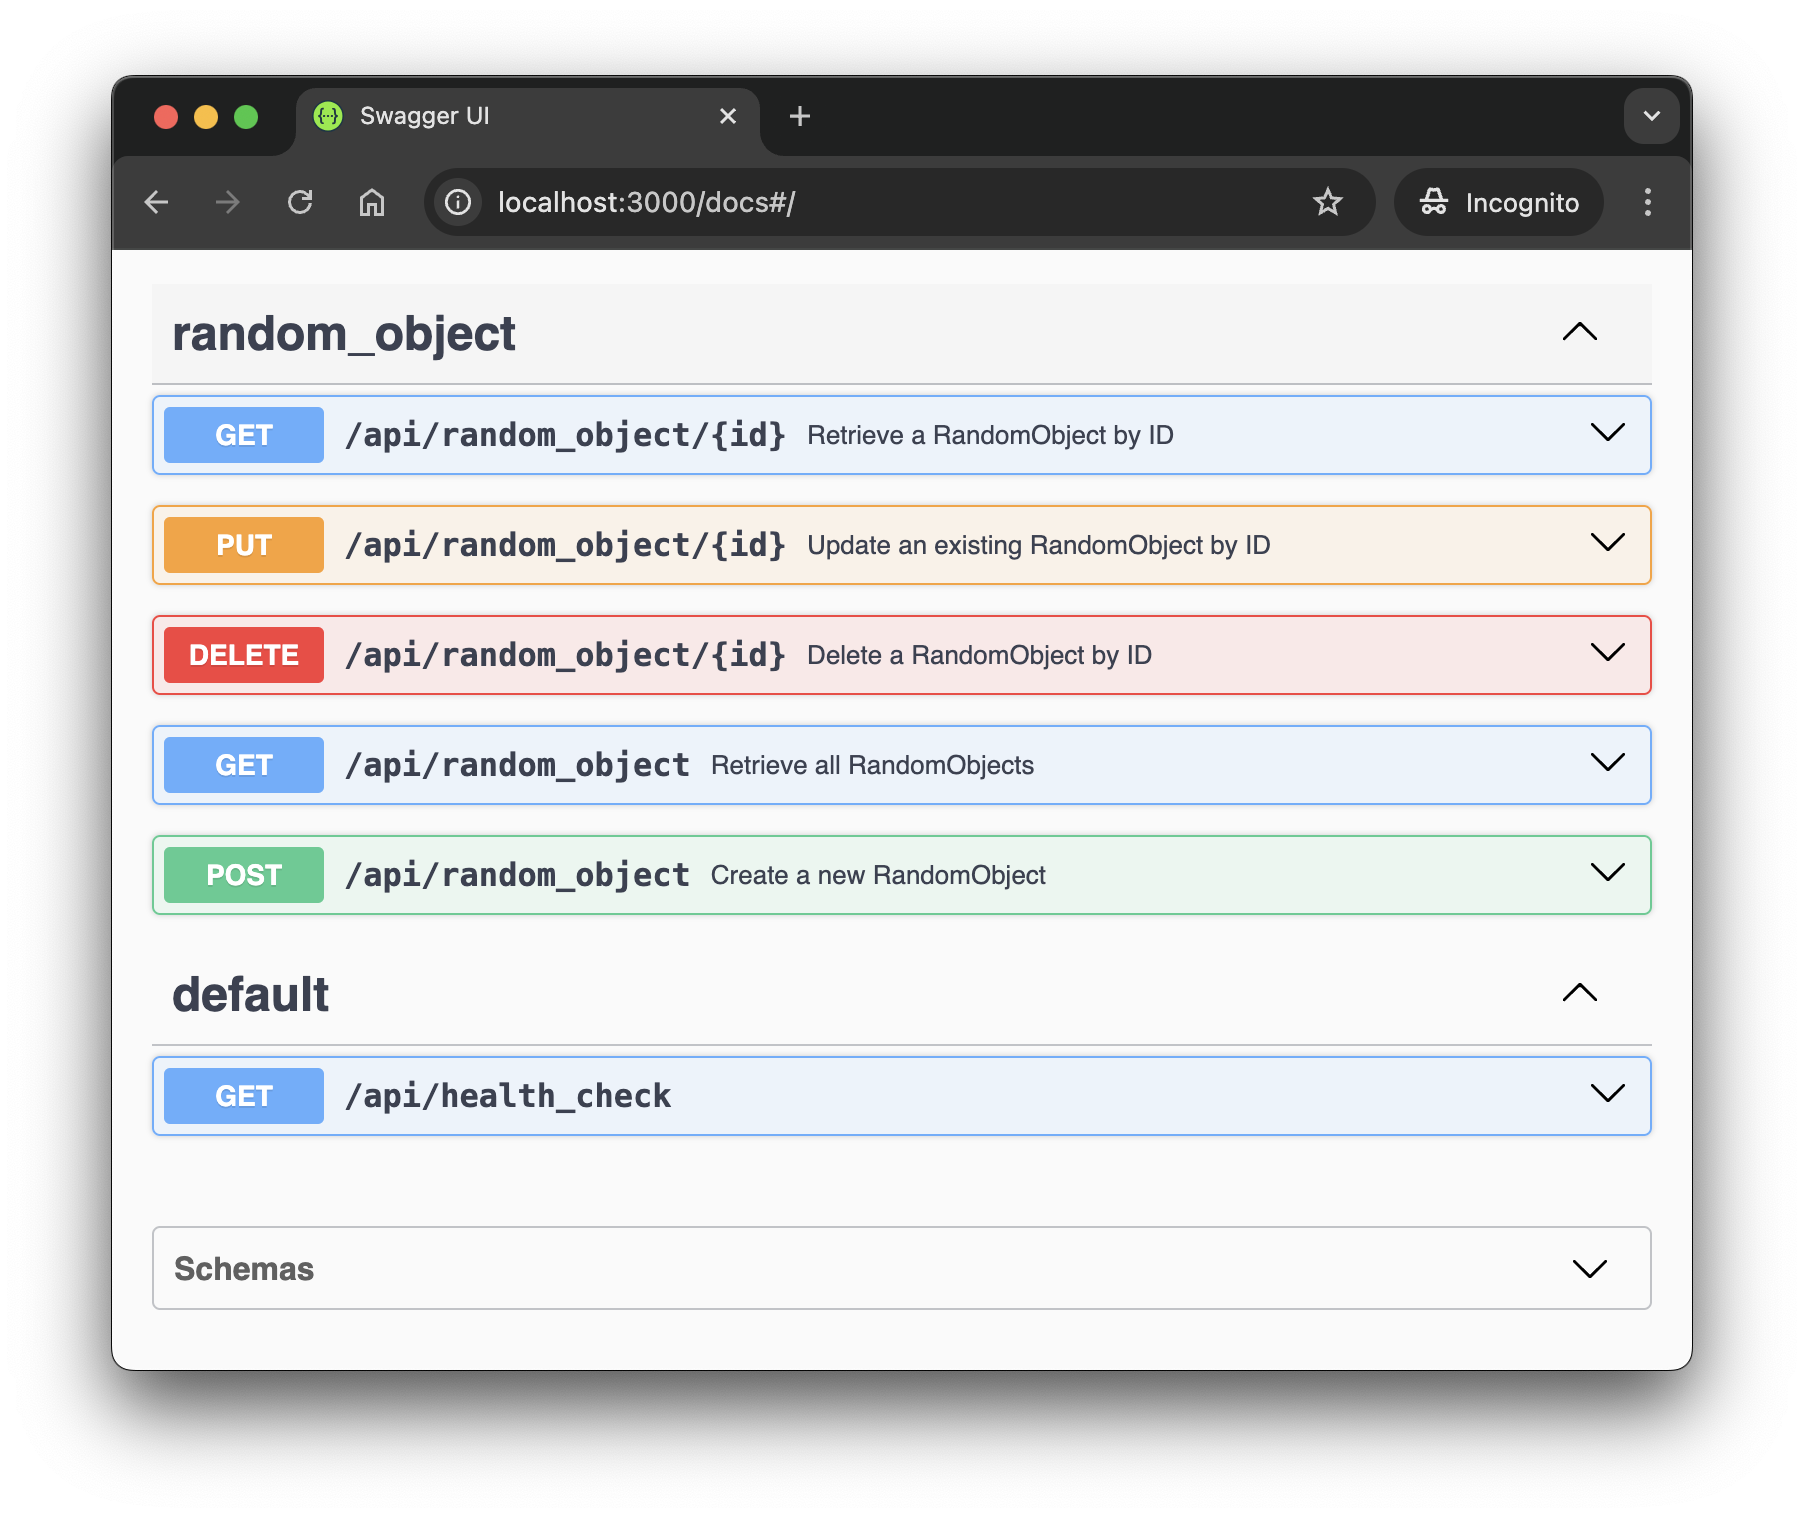 Swagger UI
localhost:3000/docs#/
Incognito
random_object
GET /api/random_object/{id} Retrieve a RandomObject by ID
PUT /api/random_object/{id} Update an existing RandomObject by ID
DELETE /api/random_object/{id} Delete a RandomObject by ID
GET /api/random_object Retrieve all RandomObjects
POST /api/random_object Create a new RandomObject
default
GET /api/health_check
Schemas